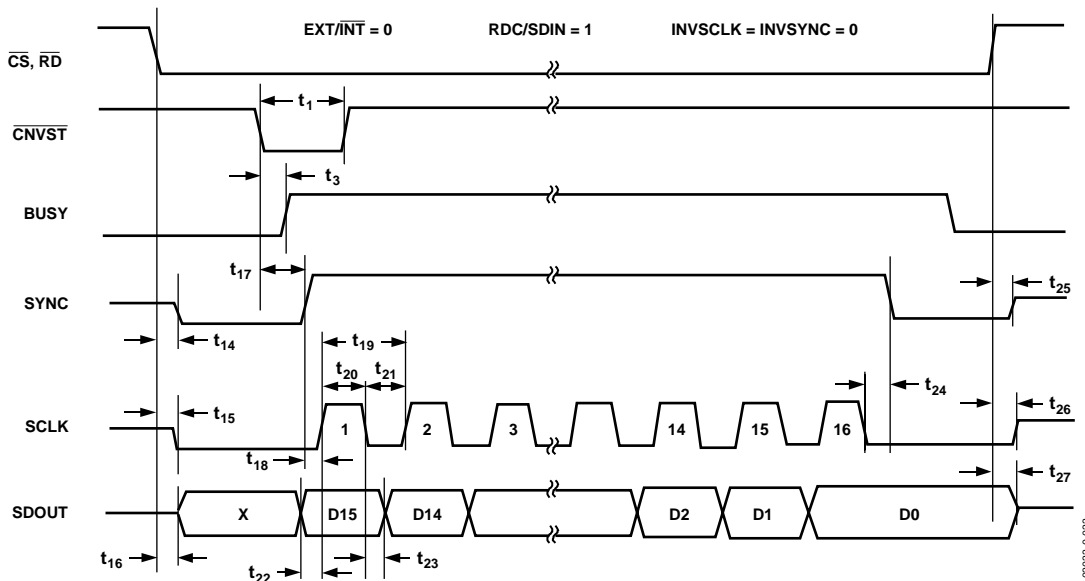 EXT/INT = 0 RDC/SDIN = 1 INVSCLK = INVSYNC = 0
CS, RD
t1
CNVST
t3
BUSY
t17
SYNC
t25
t14
t19
t20 t21
t24
t15
t26
SCLK
1 2 3 14 15 16
t18
t27
SDOUT
X D15 D14 D2 D1 D0
t16
t22
t23